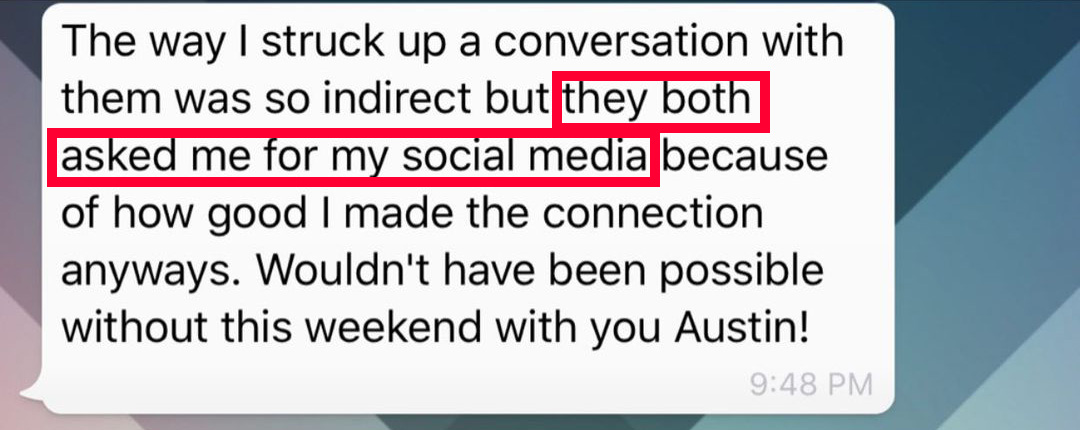 The way I struck up a conversation with
them was so indirect but they both
asked me for my social media because
of how good I made the connection
anyways. Wouldn't have been possible
without this weekend with you Austin!
9:48 PM